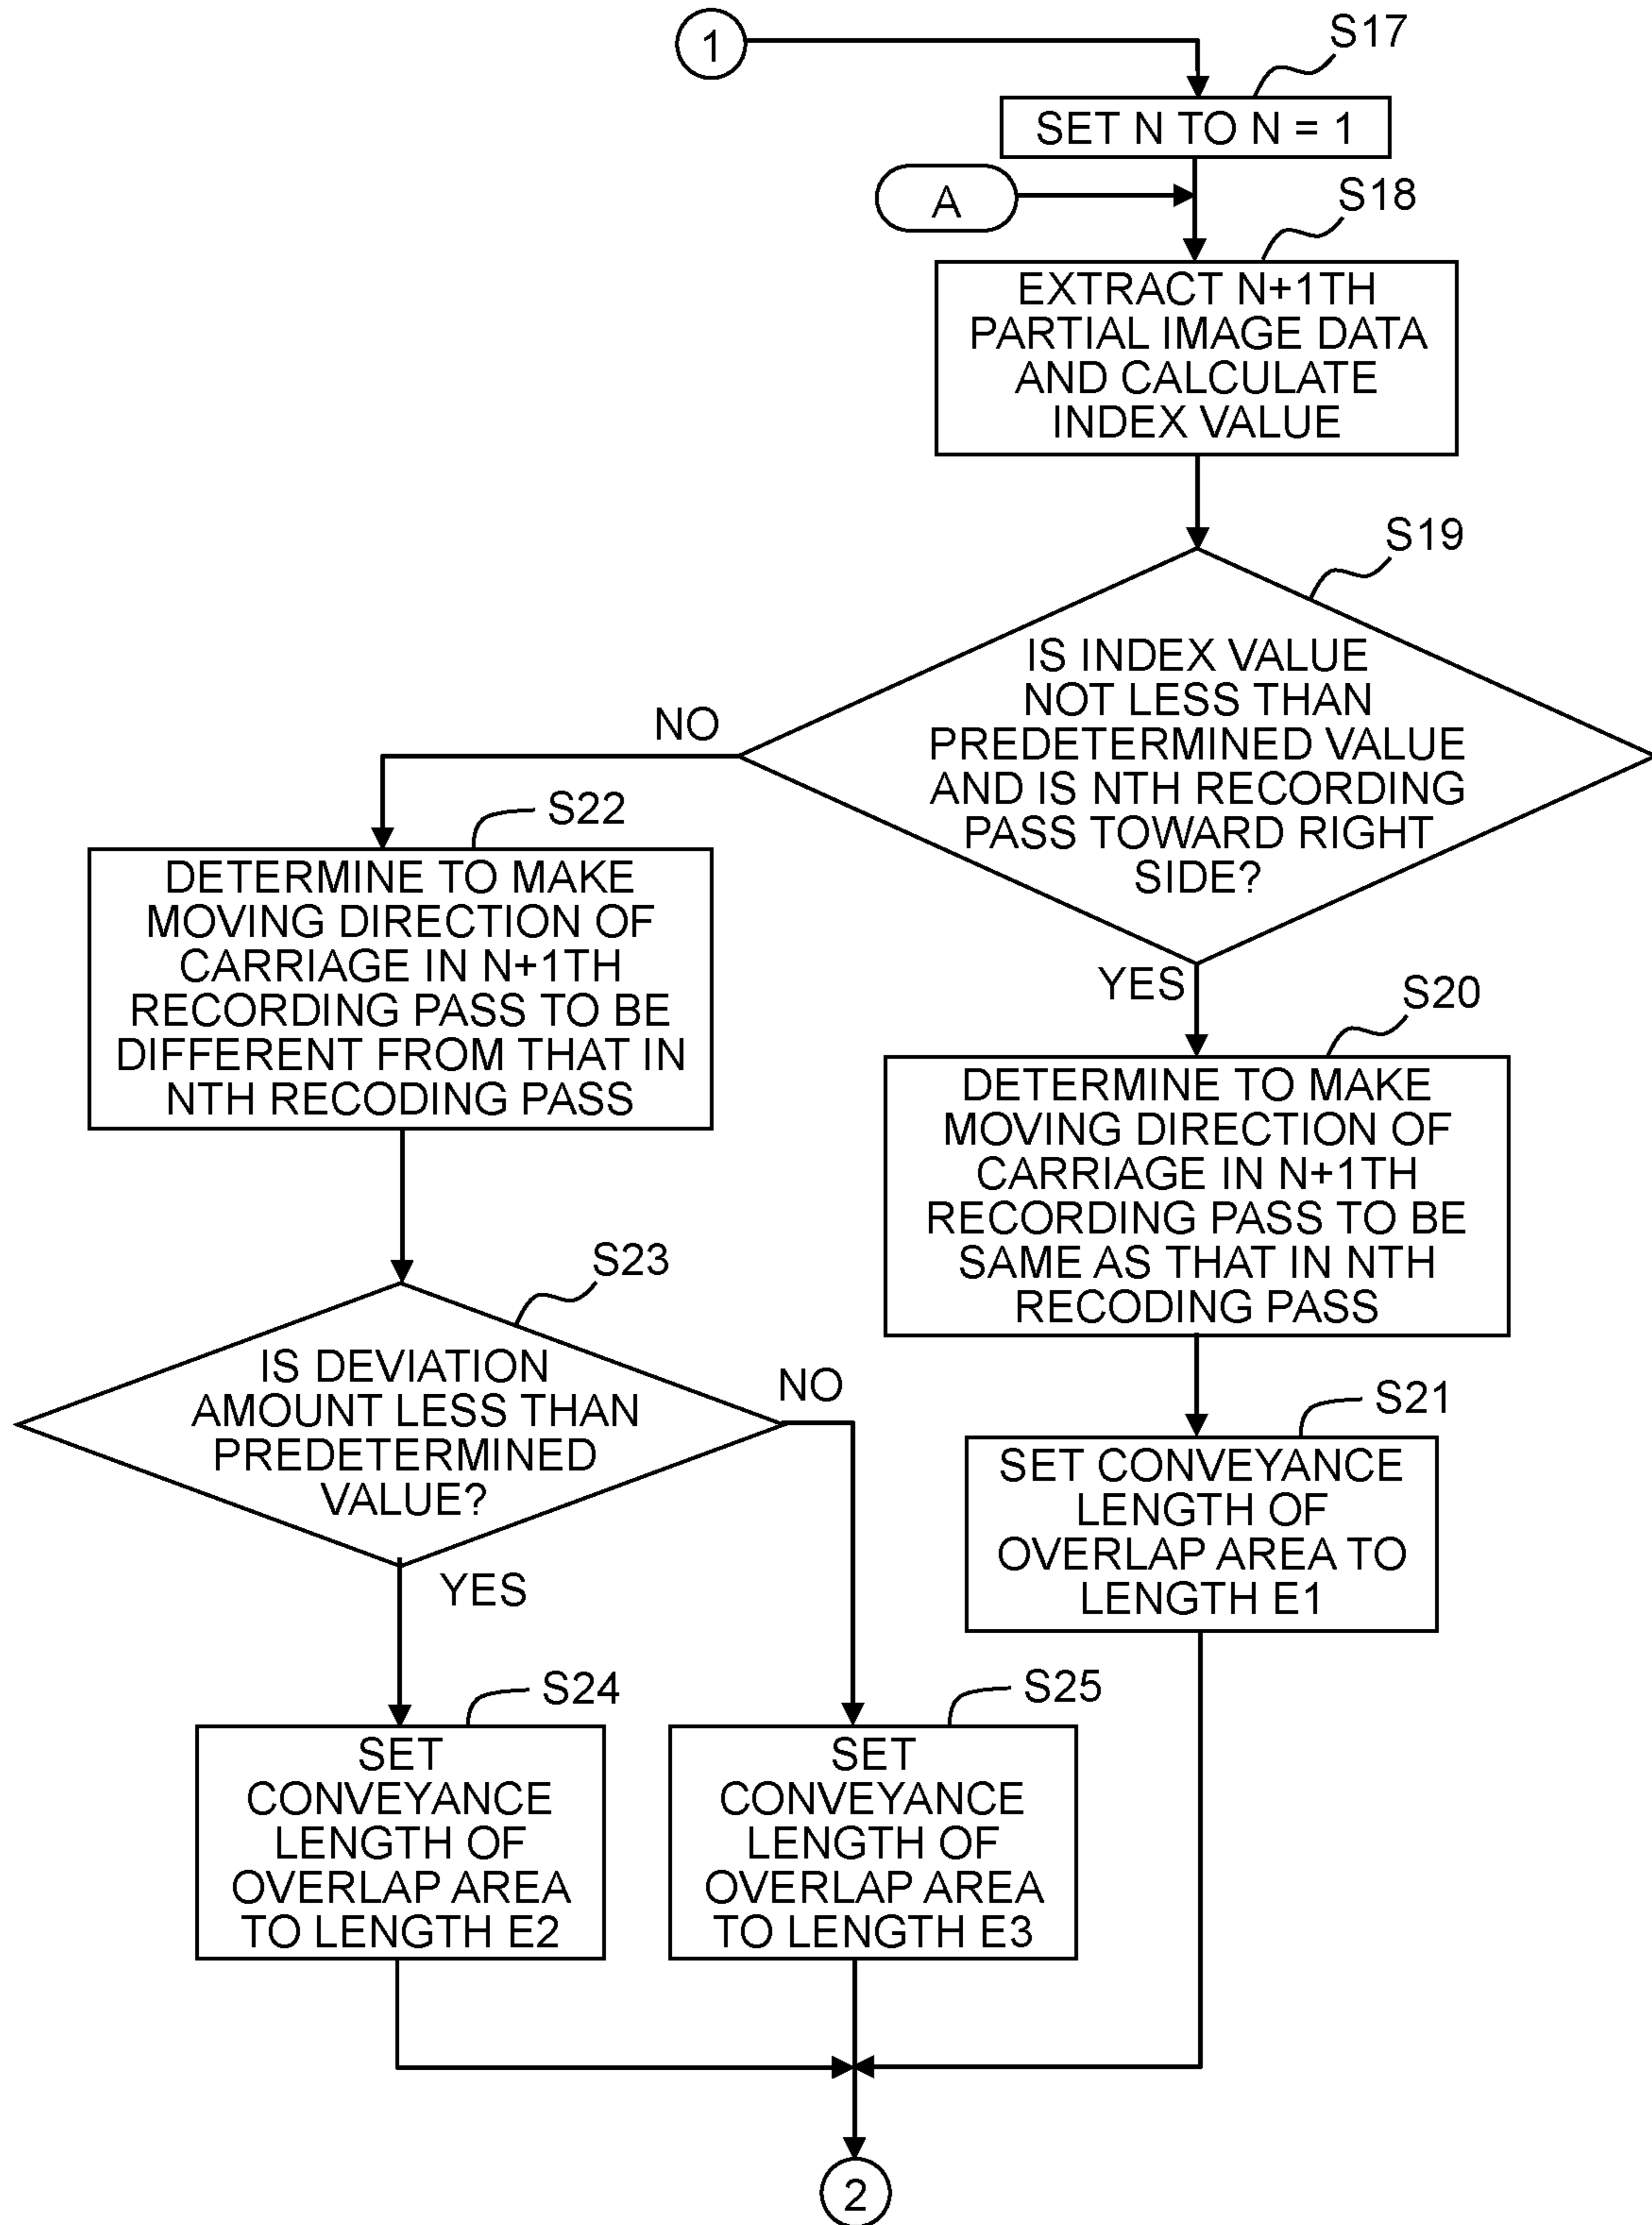 1
S17
SET N TO N = 1
A
S18
EXTRACT N+1TH
PARTIAL IMAGE DATA
AND CALCULATE
INDEX VALUE
S19
IS INDEX VALUE
NOT LESS THAN
PREDETERMINED VALUE
AND IS NTH RECORDING
PASS TOWARD RIGHT
SIDE?
NO
YES
S22
DETERMINE TO MAKE
MOVING DIRECTION OF
CARRIAGE IN N+1TH
RECORDING PASS TO BE
DIFFERENT FROM THAT IN
NTH RECODING PASS
S20
DETERMINE TO MAKE
MOVING DIRECTION OF
CARRIAGE IN N+1TH
RECORDING PASS TO BE
SAME AS THAT IN NTH
RECODING PASS
S23
IS DEVIATION
AMOUNT LESS THAN
PREDETERMINED
VALUE?
NO
YES
S21
SET CONVEYANCE
LENGTH OF
OVERLAP AREA TO
LENGTH E1
S24
SET
CONVEYANCE
LENGTH OF
OVERLAP AREA
TO LENGTH E2
S25
SET
CONVEYANCE
LENGTH OF
OVERLAP AREA
TO LENGTH E3
2